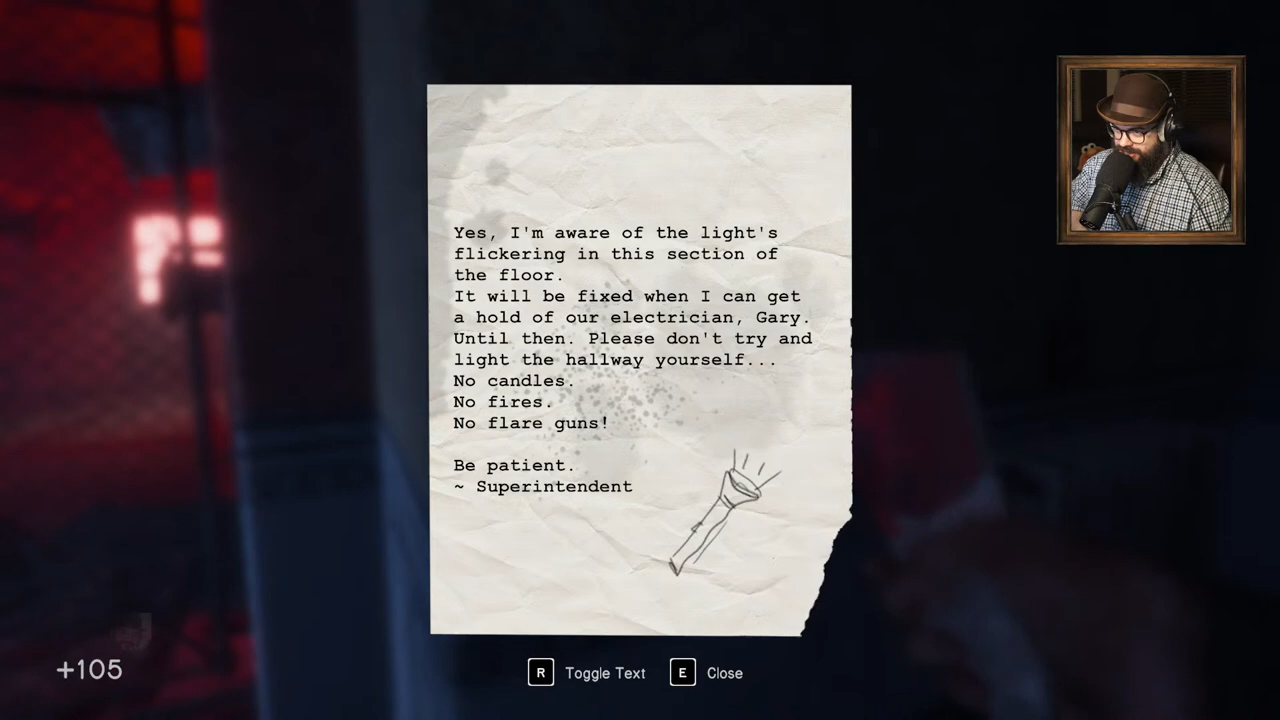 Yes, I'm aware of the light's
flickering in this section of
the floor.
It will be fixed when I can get
a hold of our electrician, Gary.
Until then. Please don't try and
light the hallway yourself...
No candles.
No fires.
No flare guns!
Be patient.
~ Superintendent
+105
R Toggle Text E Close